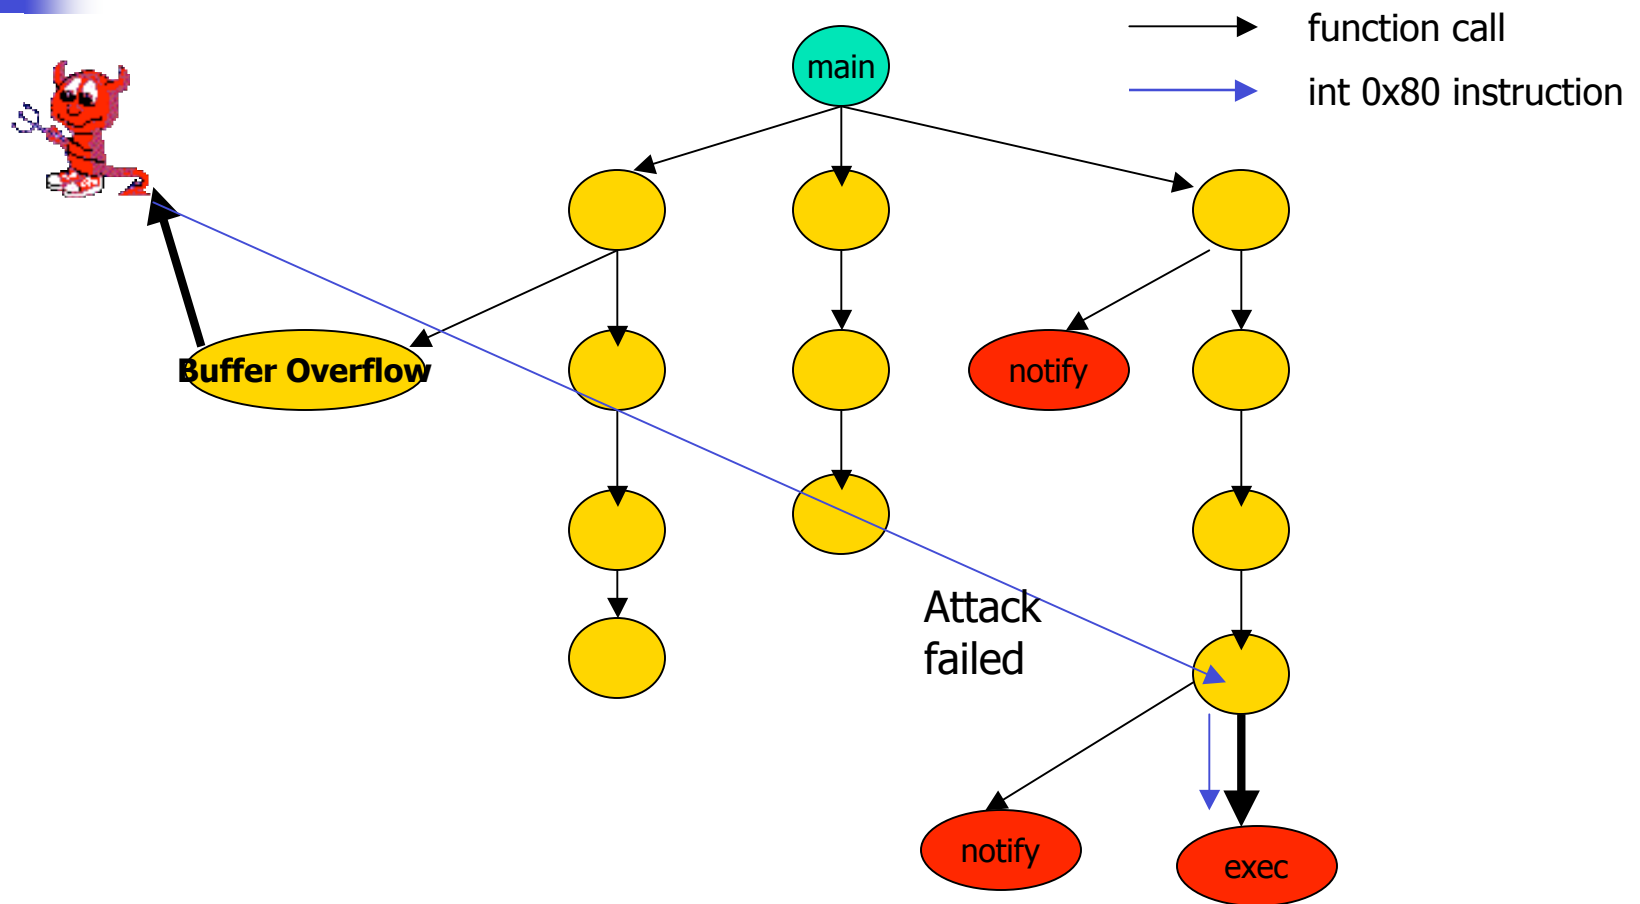 function call
main
int 0x80 instruction
Buffer Overflow
notify
Attack
failed
notify
exec